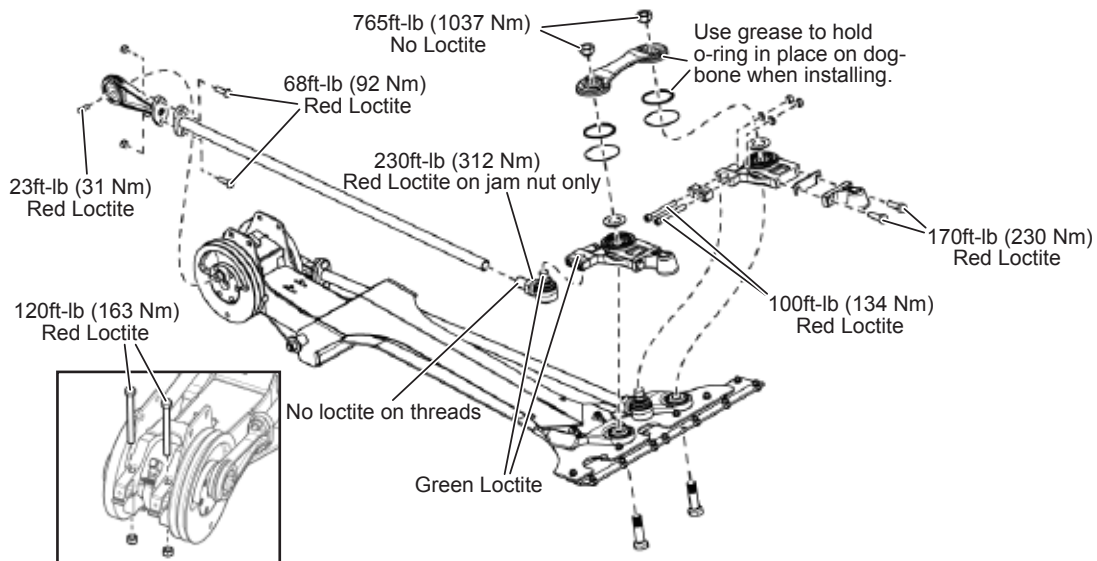 765ft-lb (1037 Nm)
No Loctite
Use grease to hold
o-ring in place on dog-
bone when installing.
68ft-lb (92 Nm)
Red Loctite
23ft-lb (31 Nm)
Red Loctite
230ft-lb (312 Nm)
Red Loctite on jam nut only
170ft-lb (230 Nm)
Red Loctite
100ft-lb (134 Nm)
Red Loctite
120ft-lb (163 Nm)
Red Loctite
No loctite on threads
Green Loctite